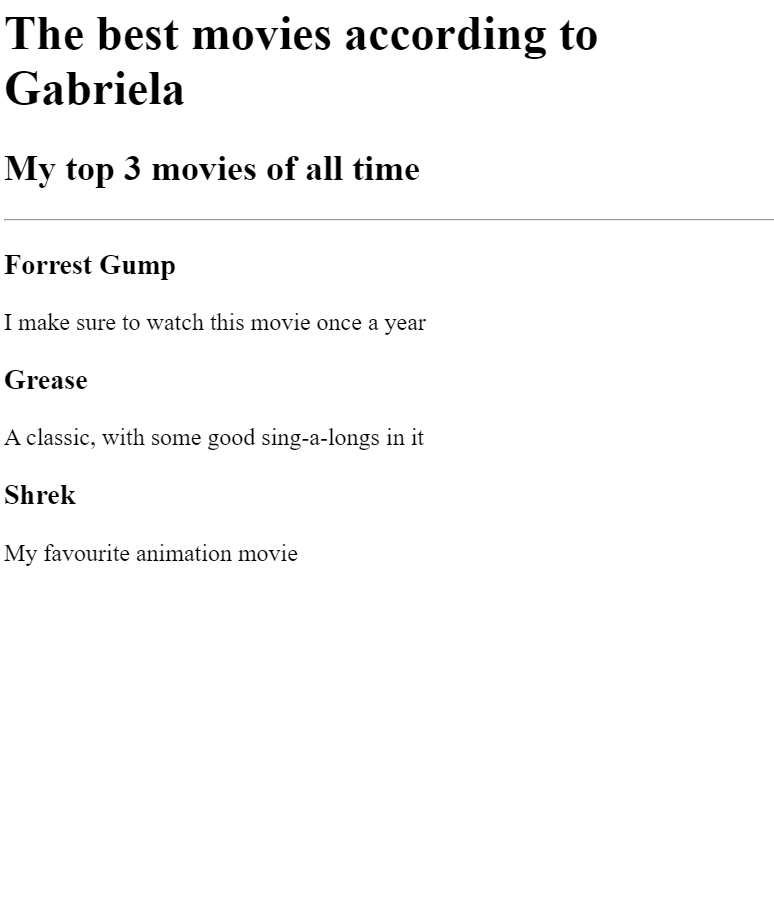 The best movies according to
Gabriela
My top 3 movies of all time
Forrest Gump
I make sure to watch this movie once a year
Grease
A classic, with some good sing-a-longs in it
Shrek
My favourite animation movie